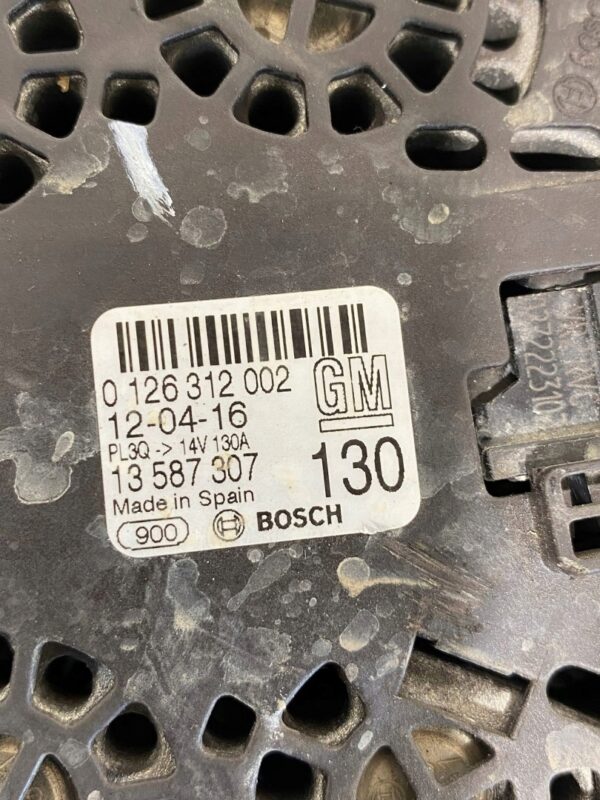 0 126 312 002
12-04-16
PL3Q -> 14V 130A
13 587 307
Made in Spain
900
BOSCH
GM
130